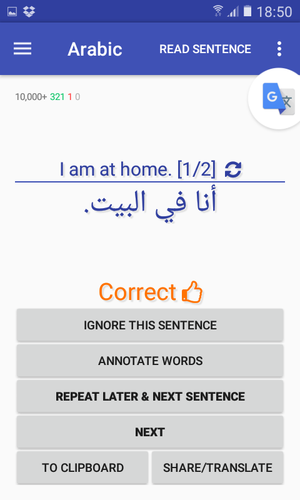 18:50
Arabic READ SENTENCE
10,000+ 321 1 0
G 文
I am at home. [1/2]
أنا في البيت.
Correct
IGNORE THIS SENTENCE
ANNOTATE WORDS
REPEAT LATER & NEXT SENTENCE
NEXT
TO CLIPBOARD SHARE/TRANSLATE